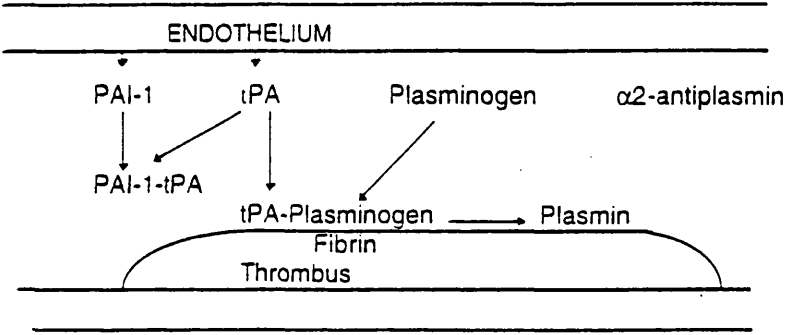 ENDOTHELIUM
PAI-1 tPA Plasminogen α2-antiplasmin
PAI-1-tPA
tPA-Plasminogen Plasmin
Fibrin
Thrombus